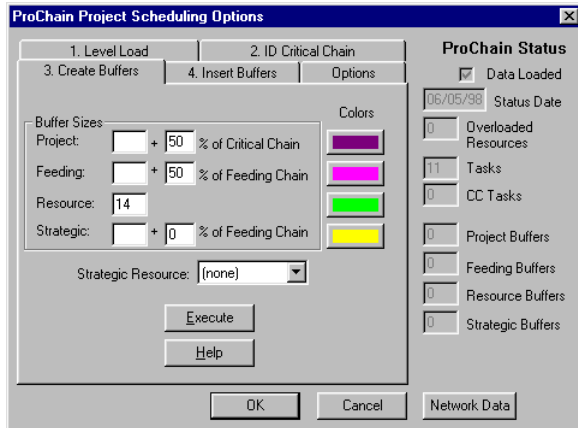 ProChain Project Scheduling Options
1. Level Load
2. ID Critical Chain
3. Create Buffers
4. Insert Buffers
Options
Buffer Sizes
Colors
Project: + 50 % of Critical Chain
Feeding: + 50 % of Feeding Chain
Resource: 14
Strategic: + 0 % of Feeding Chain
Strategic Resource: (none)
Execute
Help
ProChain Status
Data Loaded
06/05/98 Status Date
0 Overloaded
Resources
11 Tasks
0 CC Tasks
0 Project Buffers
0 Feeding Buffers
0 Resource Buffers
0 Strategic Buffers
OK
Cancel
Network Data